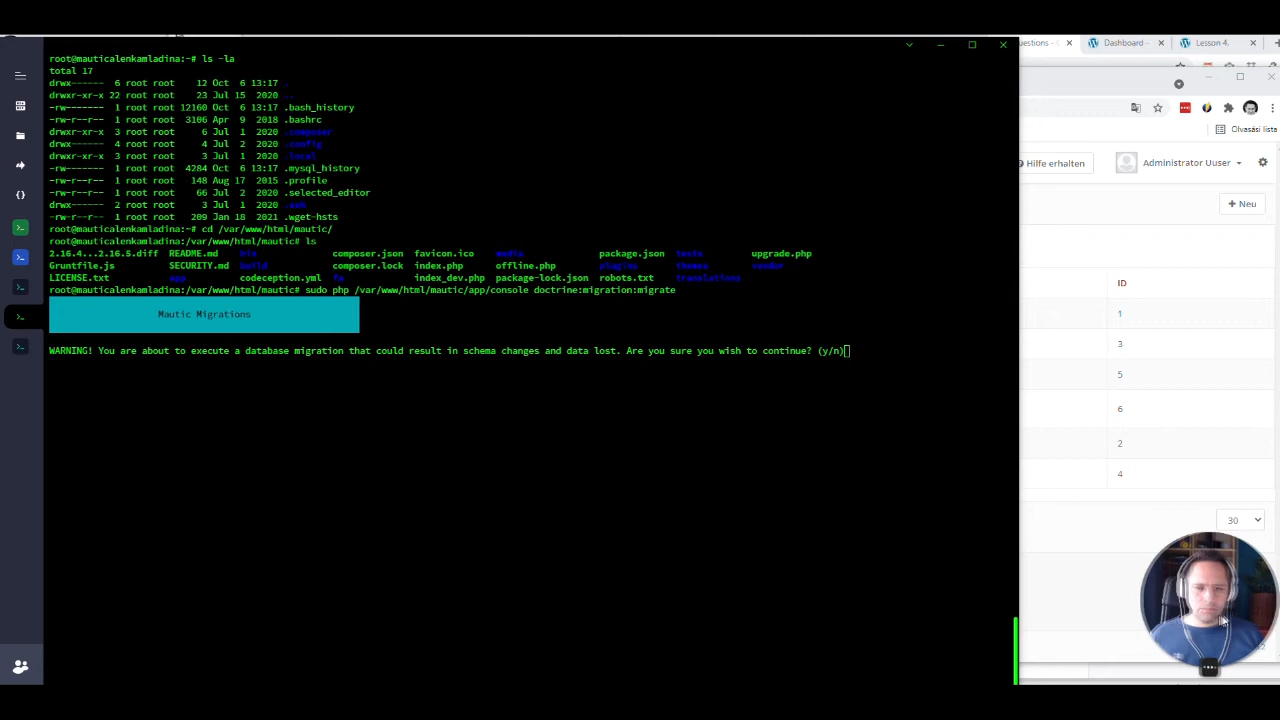 root@mauticalenkamladina:~# ls -la
total 17
drwx------  6 root root    12 Oct  6 13:17 .
drwxr-xr-x 22 root root    23 Jul 15  2020 ..
-rw-------  1 root root 12160 Oct  6 13:17 .bash_history
-rw-r--r--  1 root root  3106 Apr  9  2018 .bashrc
drwxr-xr-x  3 root root     6 Jul  1  2020 .composer
drwx------  4 root root     4 Jul  2  2020 .config
drwxr-xr-x  3 root root     3 Jul  1  2020 .local
-rw-------  1 root root  4284 Oct  6 13:17 .mysql_history
-rw-r--r--  1 root root   148 Aug 17  2015 .profile
-rw-r--r--  1 root root    66 Jul  2  2020 .selected_editor
drwx------  2 root root     3 Jul  1  2020 .ssh
-rw-r--r--  1 root root   209 Jan 18  2021 .wget-hsts
root@mauticalenkamladina:~# cd /var/www/html/mautic/
root@mauticalenkamladina:/var/www/html/mautic# ls
2.16.4...2.16.5.diff README.md bin composer.json favicon.ico media package.json tests upgrade.php
Gruntfile.js SECURITY.md build composer.lock index.php offline.php plugins themes vendor
LICENSE.txt app codeception.yml index_dev.php package-lock.json robots.txt translations
root@mauticalenkamladina:/var/www/html/mautic# sudo php /var/www/html/mautic/app/console doctrine:migration:migrate
Mautic Migrations
WARNING! You are about to execute a database migration that could result in schema changes and data lost. Are you sure you wish to continue? (y/n)
Dashboard –
Lesson 4.
Olvasási lista
Hilfe erhalten
Administrator Uuser
+ Neu
ID
1
3
5
6
2
4
30